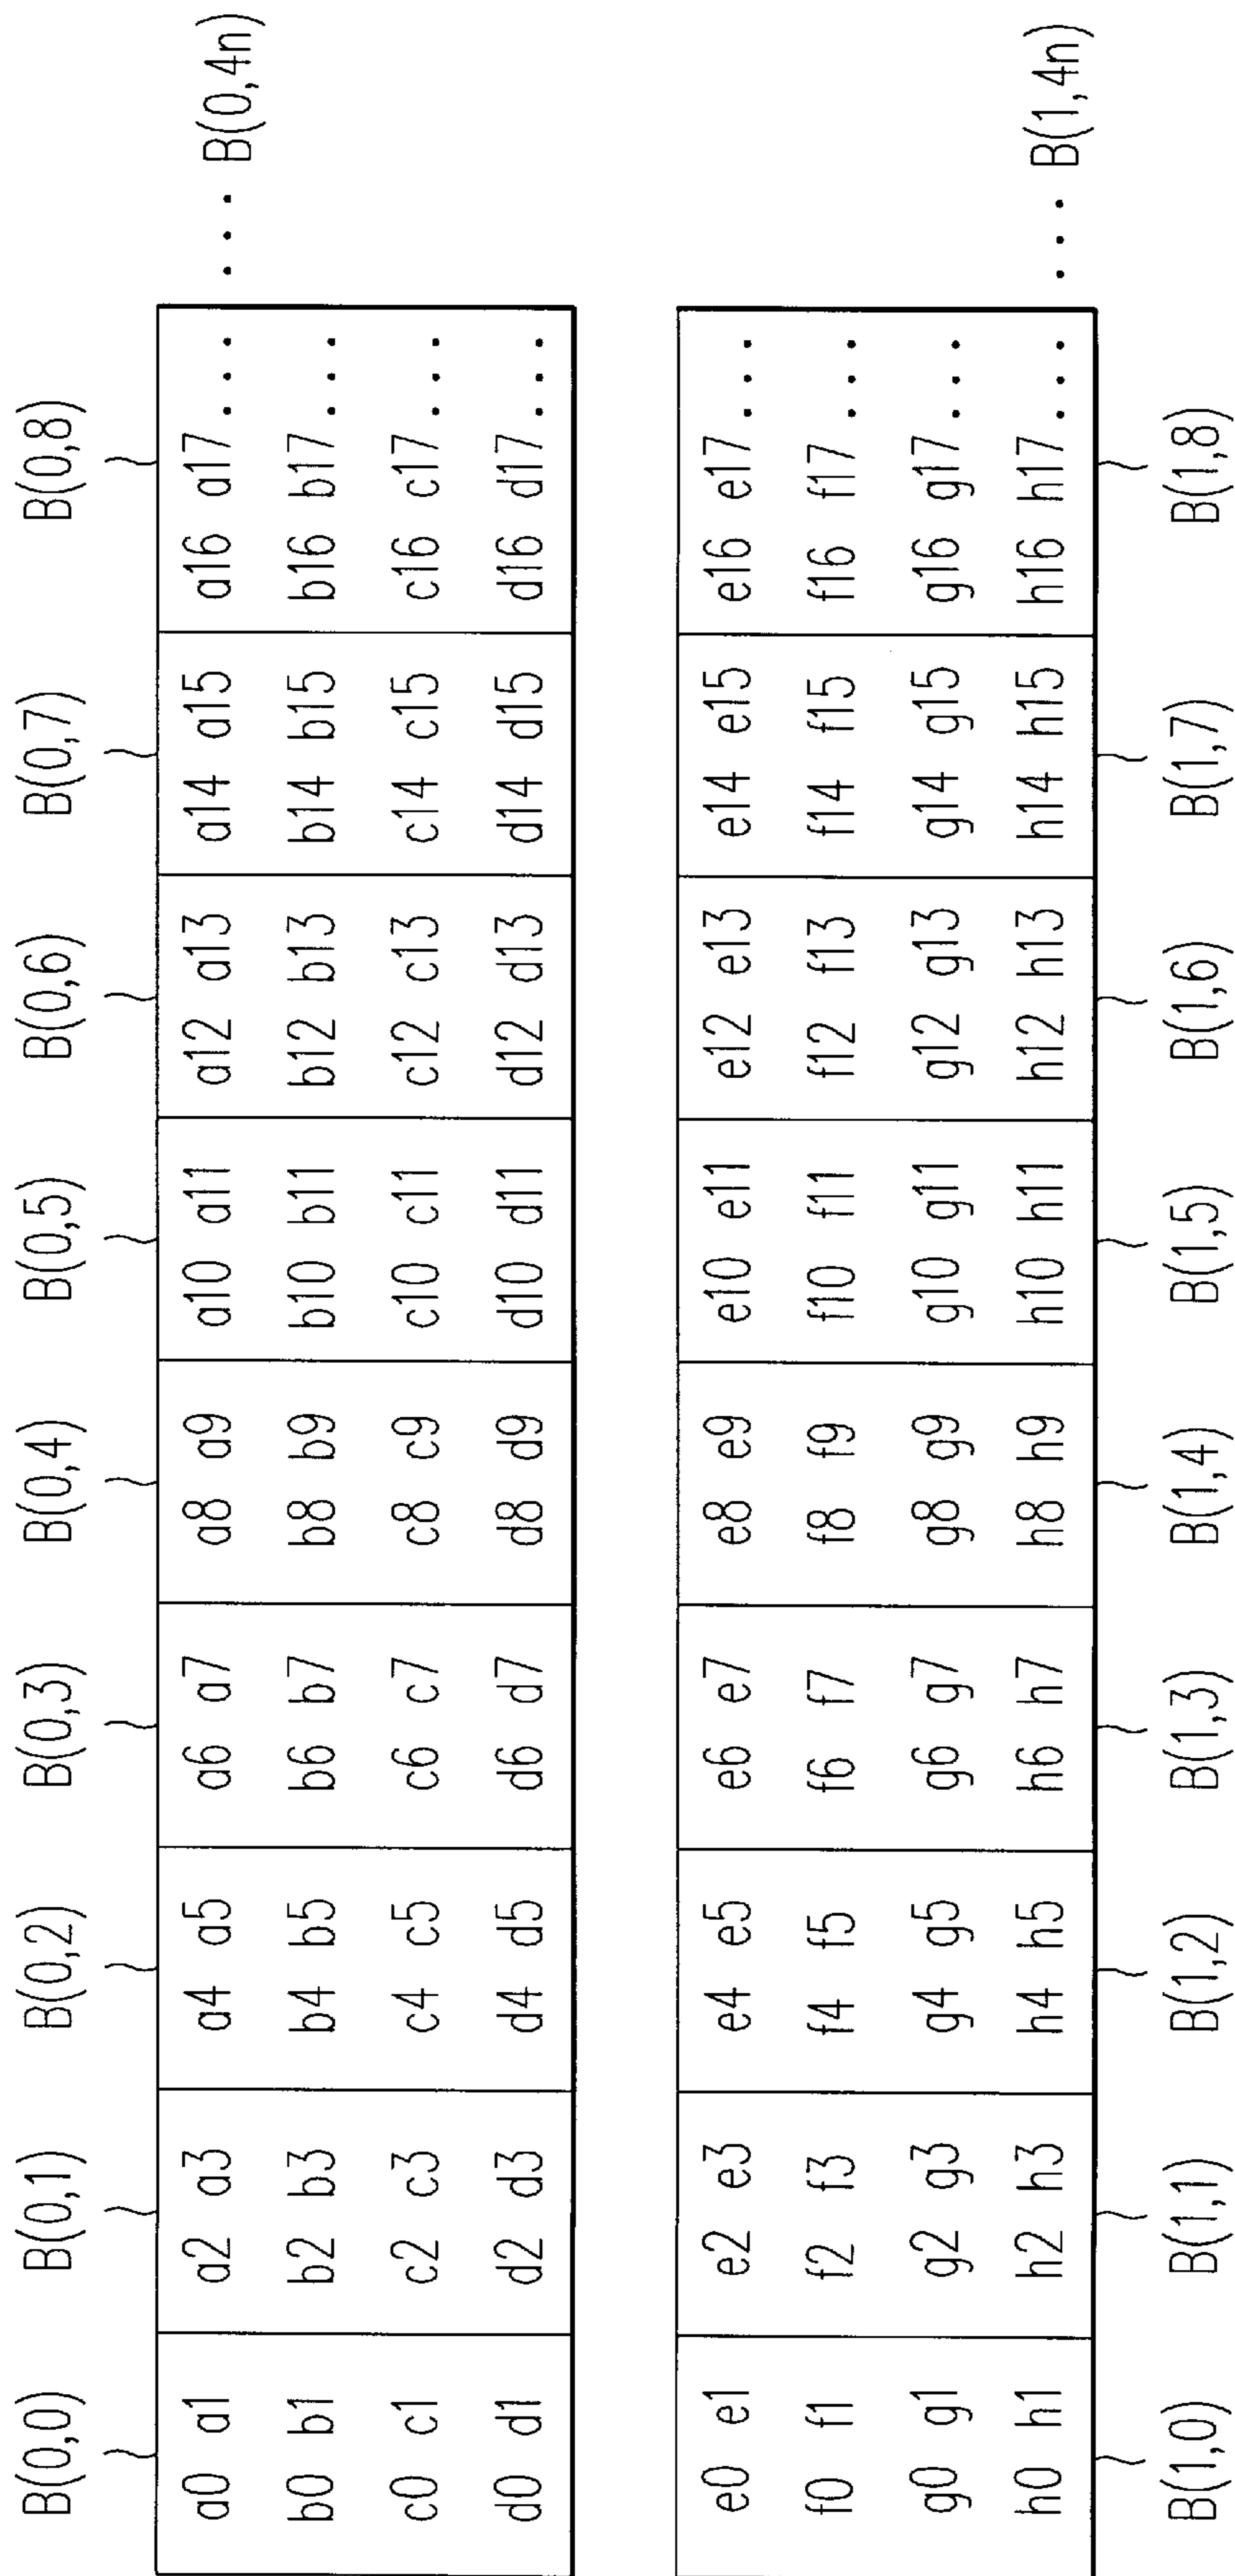 B(0,0) B(0,1) B(0,2) B(0,3) B(0,4) B(0,5) B(0,6) B(0,7) B(0,8)
a0 a1 a2 a3 a4 a5 a6 a7 a8 a9 a10 a11 a12 a13 a14 a15 a16 a17 ... ... B(0,4n)
b0 b1 b2 b3 b4 b5 b6 b7 b8 b9 b10 b11 b12 b13 b14 b15 b16 b17 ...
c0 c1 c2 c3 c4 c5 c6 c7 c8 c9 c10 c11 c12 c13 c14 c15 c16 c17 ...
d0 d1 d2 d3 d4 d5 d6 d7 d8 d9 d10 d11 d12 d13 d14 d15 d16 d17 ...
e0 e1 e2 e3 e4 e5 e6 e7 e8 e9 e10 e11 e12 e13 e14 e15 e16 e17 ...
f0 f1 f2 f3 f4 f5 f6 f7 f8 f9 f10 f11 f12 f13 f14 f15 f16 f17 ...
g0 g1 g2 g3 g4 g5 g6 g7 g8 g9 g10 g11 g12 g13 g14 g15 g16 g17 ...
h0 h1 h2 h3 h4 h5 h6 h7 h8 h9 h10 h11 h12 h13 h14 h15 h16 h17 ... ... B(1,4n)
B(1,0) B(1,1) B(1,2) B(1,3) B(1,4) B(1,5) B(1,6) B(1,7) B(1,8)